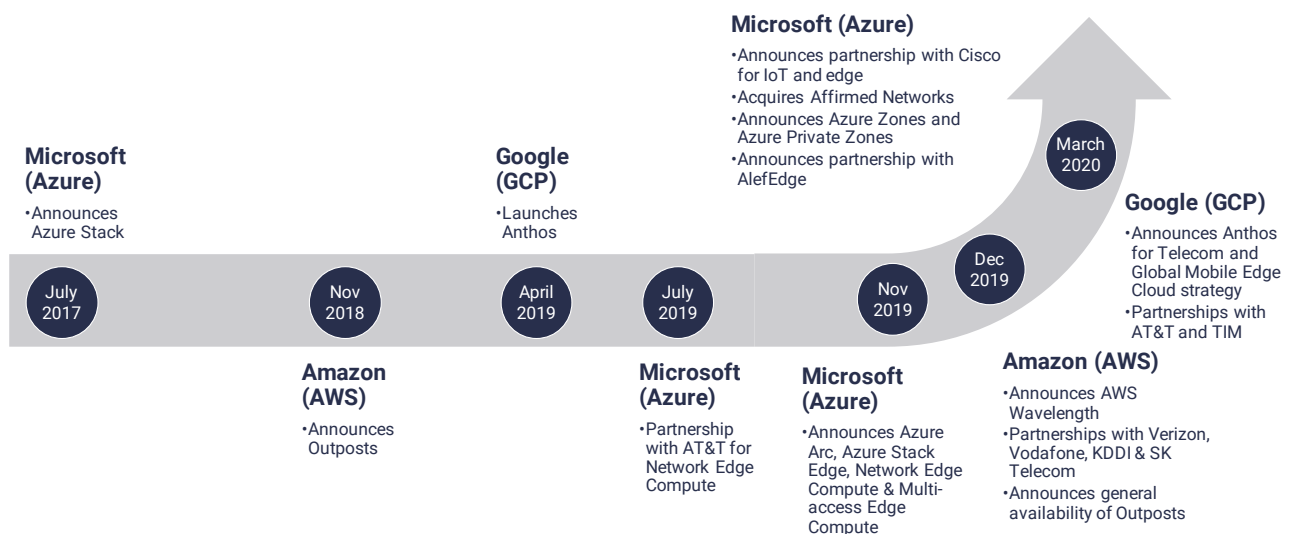 Microsoft (Azure)
•Announces partnership with Cisco
for IoT and edge
•Acquires Affirmed Networks
•Announces Azure Zones and
Azure Private Zones
•Announces partnership with
AlefEdge
Microsoft
(Azure)
•Announces
Azure Stack
Google
(GCP)
•Launches
Anthos
March
2020
Google (GCP)
•Announces Anthos
for Telecom and
Global Mobile Edge
Cloud strategy
•Partnerships with
AT&T and TIM
July
2017
Nov
2018
April
2019
July
2019
Nov
2019
Dec
2019
Amazon
(AWS)
•Announces
Outposts
Microsoft
(Azure)
•Partnership
with AT&T for
Network Edge
Compute
Microsoft
(Azure)
•Announces Azure
Arc, Azure Stack
Edge, Network Edge
Compute & Multi-
access Edge
Compute
Amazon (AWS)
•Announces AWS
Wavelength
•Partnerships with Verizon,
Vodafone, KDDI & SK
Telecom
•Announces general
availability of Outposts